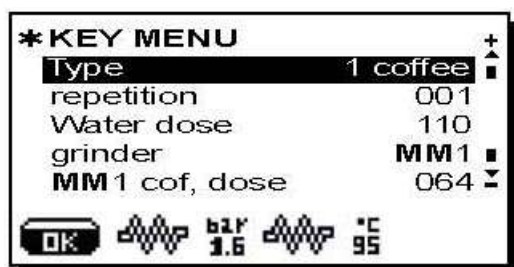 *KEY MENU
Type 1 coffee
repetition 001
Water dose 110
grinder MM1
MM1 cof, dose 064
OK bar 1.6 °C 95